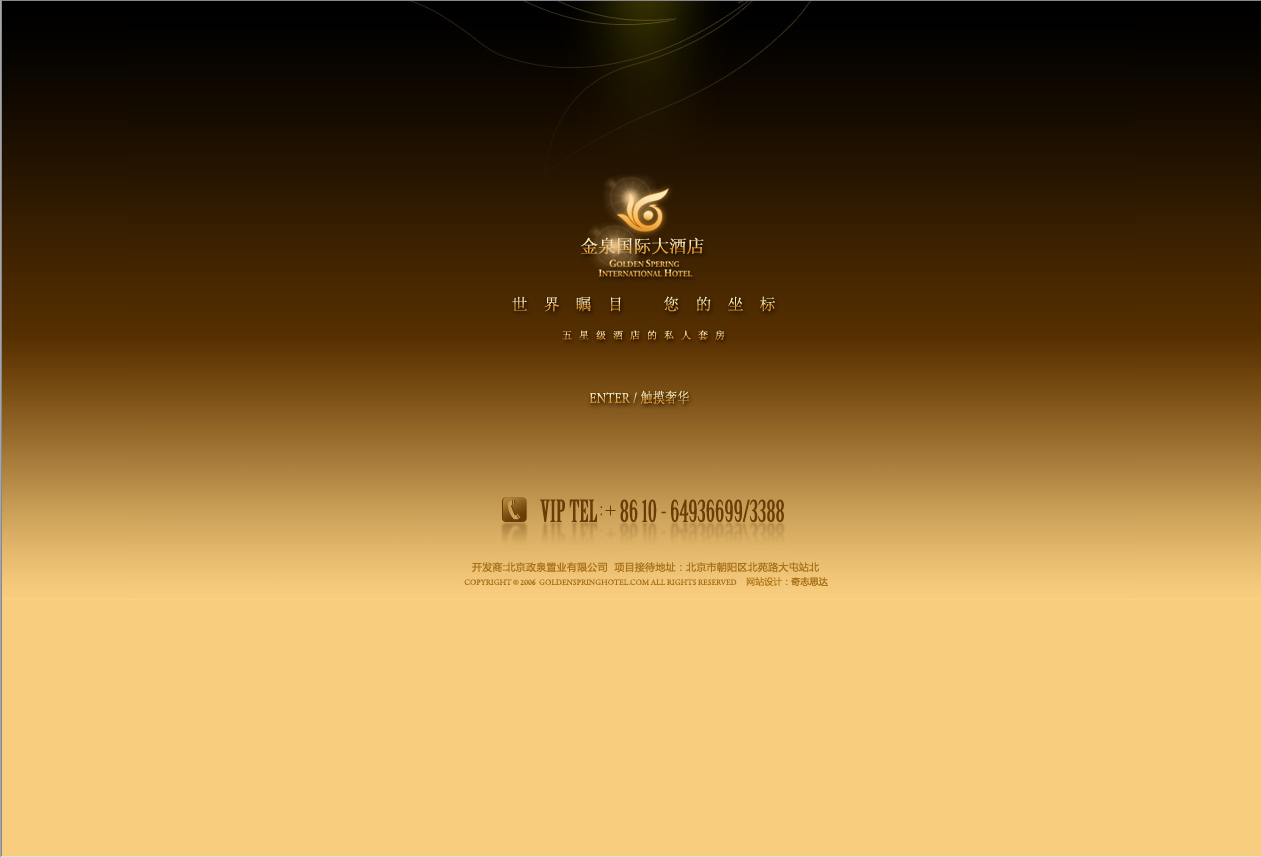 金泉国际大酒店
GOLDEN SPERING
INTERNATIONAL HOTEL
世界瞩目 您的坐标
五星级酒店的私人套房
ENTER / 触摸奢华
VIP TEL:+ 86 10 - 64936699/3388
开发商:北京政泉置业有限公司 项目接待地址：北京市朝阳区北苑路大屯站北
COPYRIGHT © 2006 GOLDENSPRINGHOTEL.COM ALL RIGHTS RESERVED 网站设计：奇志思达